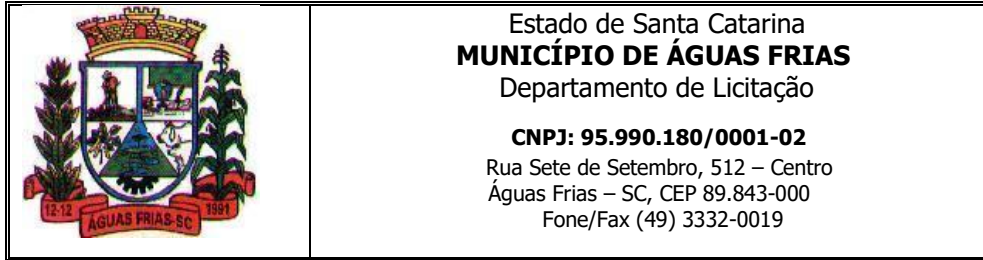 12-12
ÁGUAS FRIAS-SC
1991
Estado de Santa Catarina
MUNICÍPIO DE ÁGUAS FRIAS
Departamento de Licitação
CNPJ: 95.990.180/0001-02
Rua Sete de Setembro, 512 – Centro
Águas Frias – SC, CEP 89.843-000
Fone/Fax (49) 3332-0019